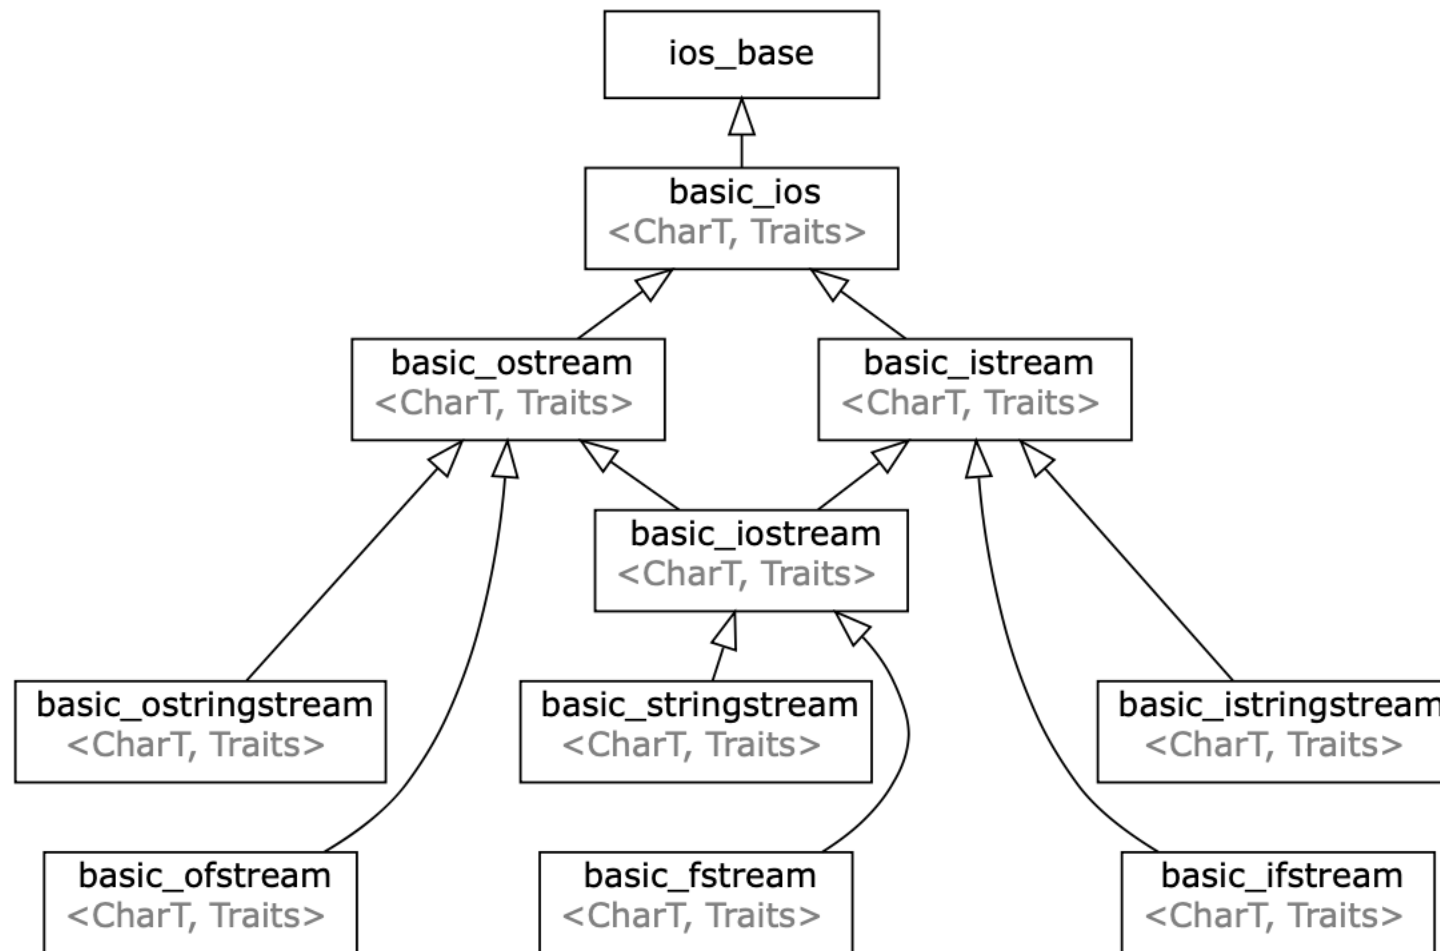 ios_base
basic_ios
<CharT, Traits>
basic_ostream
<CharT, Traits>
basic_istream
<CharT, Traits>
basic_iostream
<CharT, Traits>
basic_ostringstream
<CharT, Traits>
basic_stringstream
<CharT, Traits>
basic_istringstream
<CharT, Traits>
basic_ofstream
<CharT, Traits>
basic_fstream
<CharT, Traits>
basic_ifstream
<CharT, Traits>